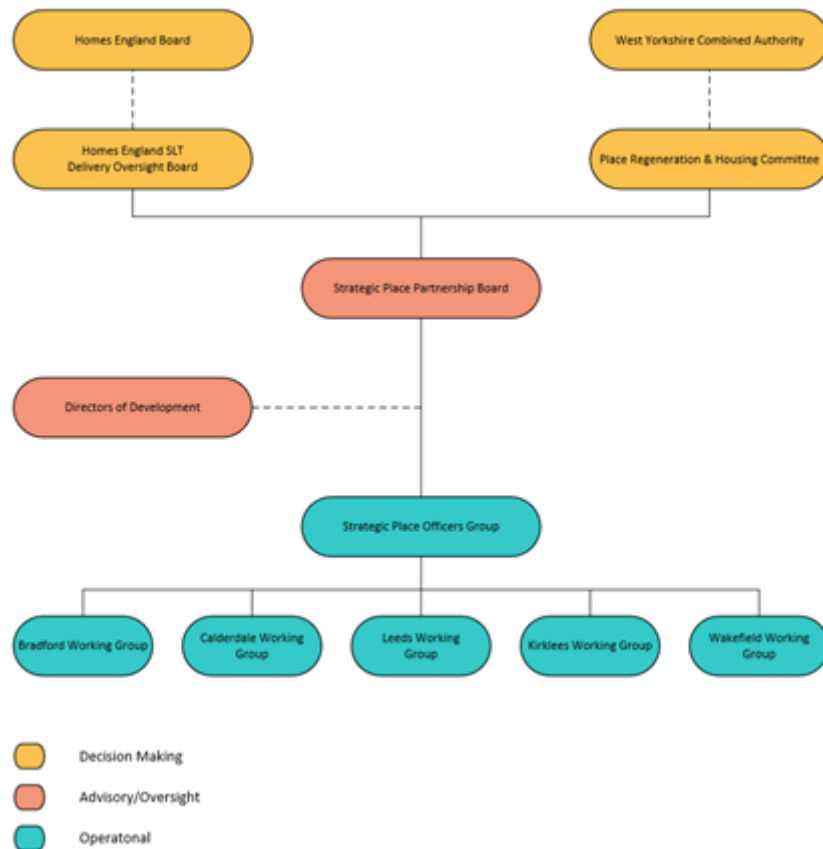 Homes England Board
West Yorkshire Combined Authority
Homes England SLT
Delivery Oversight Board
Place Regeneration & Housing Committee
Strategic Place Partnership Board
Directors of Development
Strategic Place Officers Group
Bradford Working Group
Calderdale Working
Group
Leeds Working
Group
Kirklees Working Group
Wakefield Working
Group
Decision Making
Advisory/Oversight
Operatonal